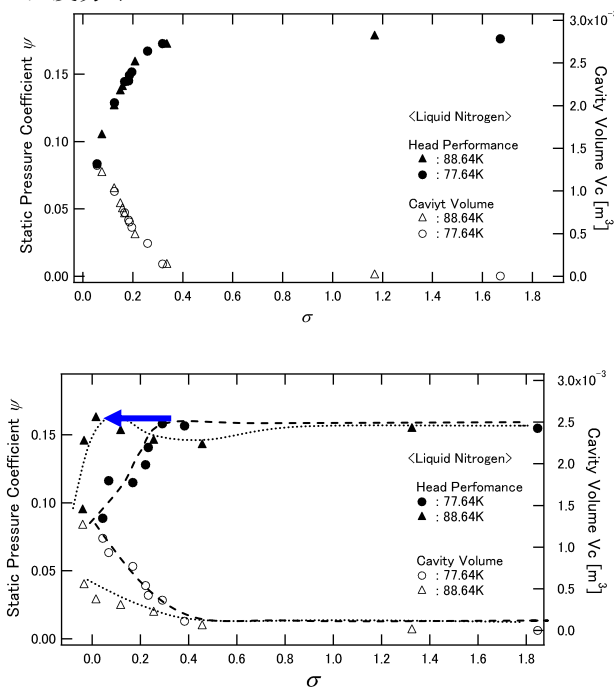 Static Pressure Coefficient ψ
0.15
0.10
0.05
0.00
0.0 0.2 0.4 0.6 0.8 1.0 1.2 1.4 1.6 1.8
σ
3.0x10
2.5
2.0
1.5
1.0
0.5
0.0
Cavity Volume Vc [m³]
<Liquid Nitrogen>
Head Performance
▲ : 88.64K
● : 77.64K
Caviyt Volume
△ : 88.64K
○ : 77.64K
Static Pressure Coefficient ψ
0.15
0.10
0.05
0.00
0.0 0.2 0.4 0.6 0.8 1.0 1.2 1.4 1.6 1.8
σ
3.0x10⁻³
2.5
2.0
1.5
1.0
0.5
0.0
Cavity Volume Vc [m³]
<Liquid Nitrogen>
Head Perfomance
● : 77.64K
▲ : 88.64K
Cavity Volume
○ : 77.64K
△ : 88.64K